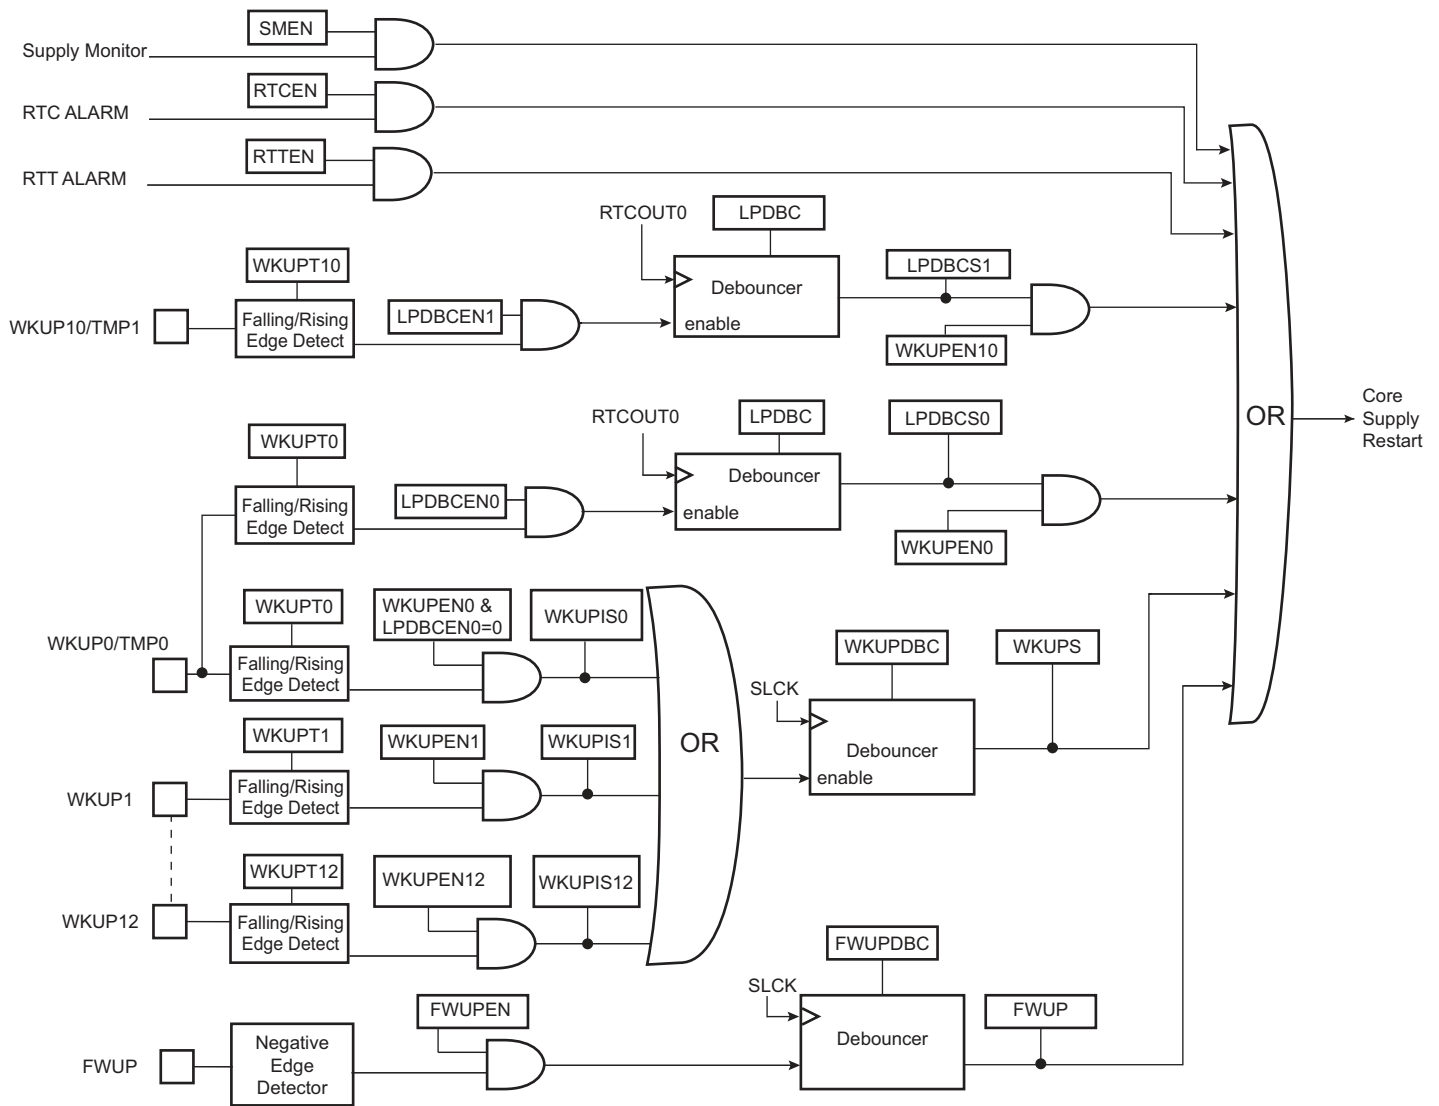 SMEN
Supply Monitor
RTCEN
RTC ALARM
RTTEN
RTT ALARM
RTCOUT0
LPDBC
WKUPT10
LPDBCS1
Debouncer
enable
LPDBCEN1
WKUP10/TMP1
Falling/Rising
Edge Detect
WKUPEN10
RTCOUT0
LPDBC
LPDBCS0
WKUPT0
Debouncer
enable
Falling/Rising
Edge Detect
LPDBCEN0
WKUPEN0
OR
Core
Supply
Restart
WKUPT0
WKUPEN0 &
LPDBCEN0=0
WKUPIS0
WKUP0/TMP0
Falling/Rising
Edge Detect
WKUPDBC
WKUPS
SLCK
WKUPT1
WKUPEN1
WKUPIS1
OR
Debouncer
enable
WKUP1
Falling/Rising
Edge Detect
WKUPT12
WKUPEN12
WKUPIS12
WKUP12
Falling/Rising
Edge Detect
FWUPDBC
SLCK
FWUPEN
FWUP
Debouncer
FWUP
Negative
Edge
Detector